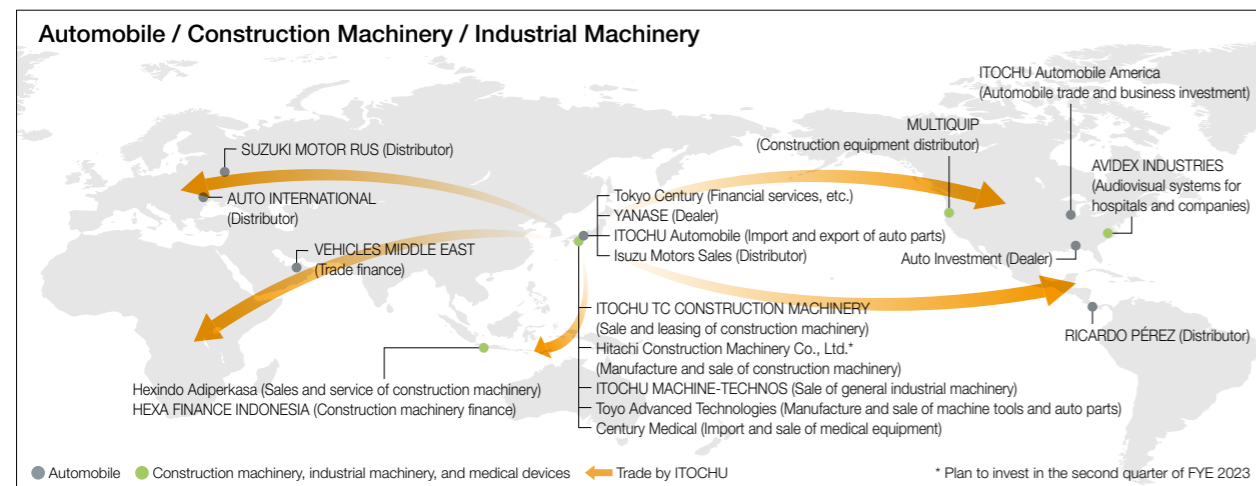 Automobile / Construction Machinery / Industrial Machinery
ITOCHU Automobile America
(Automobile trade and business investment)
MULTIQUIP
(Construction equipment distributor)
AVIDEX INDUSTRIES
(Audiovisual systems for
hospitals and companies)
SUZUKI MOTOR RUS (Distributor)
AUTO INTERNATIONAL
(Distributor)
VEHICLES MIDDLE EAST
(Trade finance)
Tokyo Century (Financial services, etc.)
YANASE (Dealer)
ITOCHU Automobile (Import and export of auto parts)
Isuzu Motors Sales (Distributor)
Auto Investment (Dealer)
RICARDO PÉREZ (Distributor)
ITOCHU TC CONSTRUCTION MACHINERY
(Sale and leasing of construction machinery)
Hitachi Construction Machinery Co., Ltd.*
(Manufacture and sale of construction machinery)
ITOCHU MACHINE-TECHNOS (Sale of general industrial machinery)
Toyo Advanced Technologies (Manufacture and sale of machine tools and auto parts)
Century Medical (Import and sale of medical equipment)
Hexindo Adiperkasa (Sales and service of construction machinery)
HEXA FINANCE INDONESIA (Construction machinery finance)
Automobile
Construction machinery, industrial machinery, and medical devices
Trade by ITOCHU
* Plan to invest in the second quarter of FYE 2023